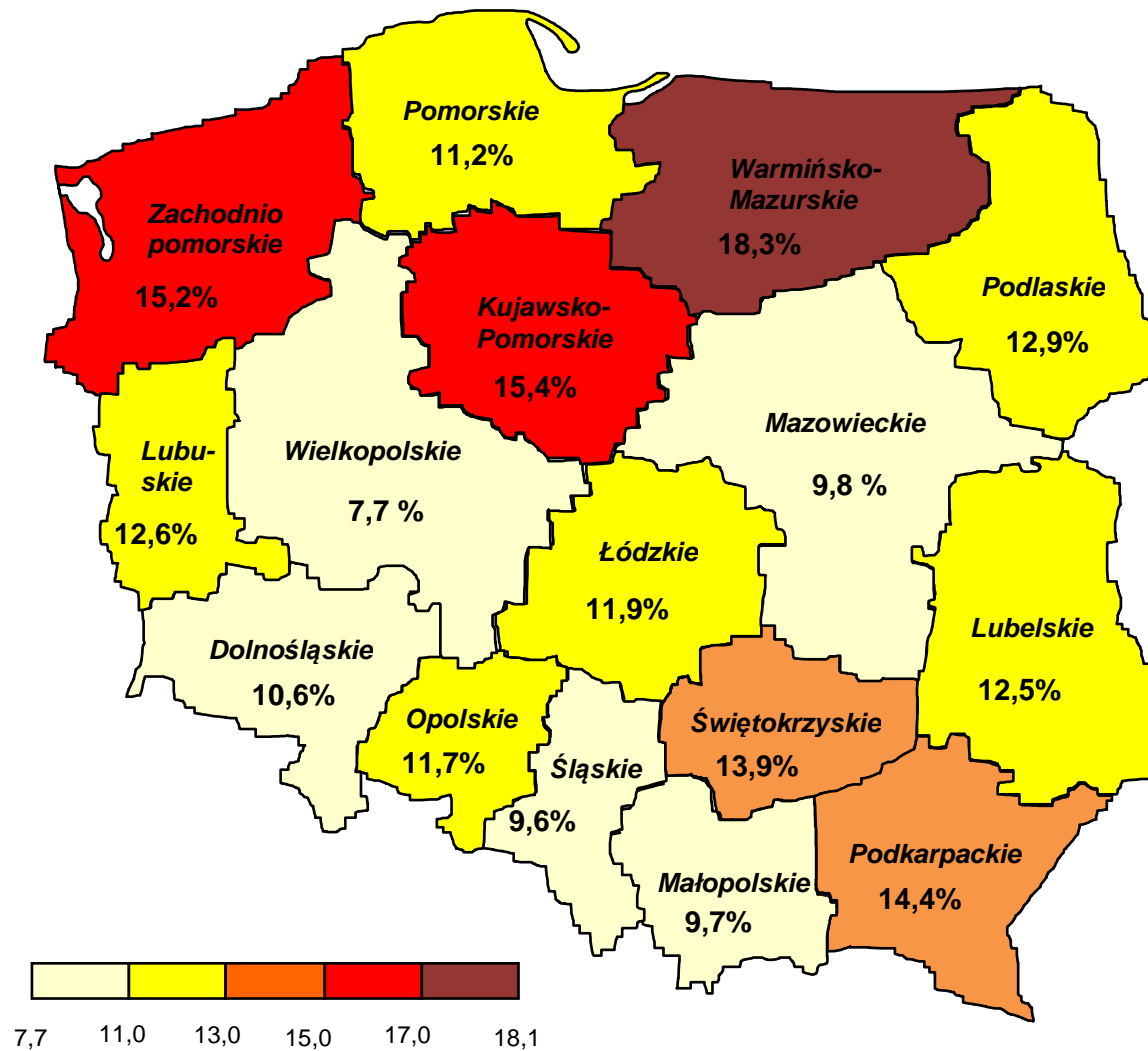 Pomorskie
11,2%
Warmińsko-
Mazurskie
18,3%
Zachodnio
pomorskie
15,2%
Podlaskie
12,9%
Kujawsko-
Pomorskie
15,4%
Mazowieckie
9,8 %
Lubu-
skie
12,6%
Wielkopolskie
7,7 %
Łódzkie
11,9%
Lubelskie
12,5%
Dolnośląskie
10,6%
Opolskie
11,7%
Świętokrzyskie
13,9%
Śląskie
9,6%
Podkarpackie
14,4%
Małopolskie
9,7%
7,7 11,0 13,0 15,0 17,0 18,1